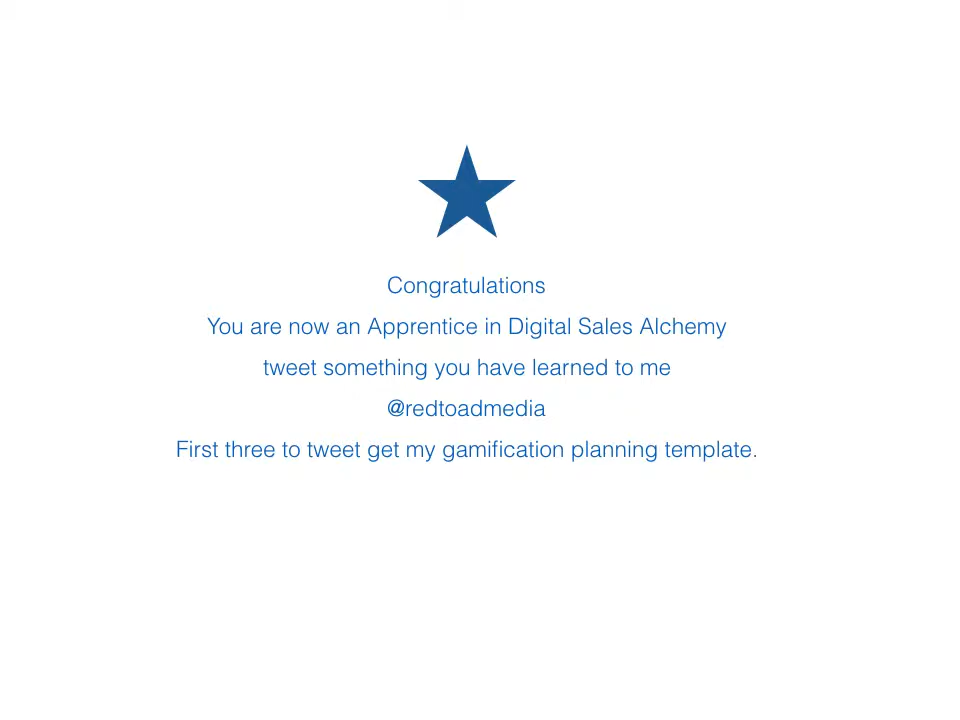 Congratulations
You are now an Apprentice in Digital Sales Alchemy
tweet something you have learned to me
@redtoadmedia
First three to tweet get my gamification planning template.